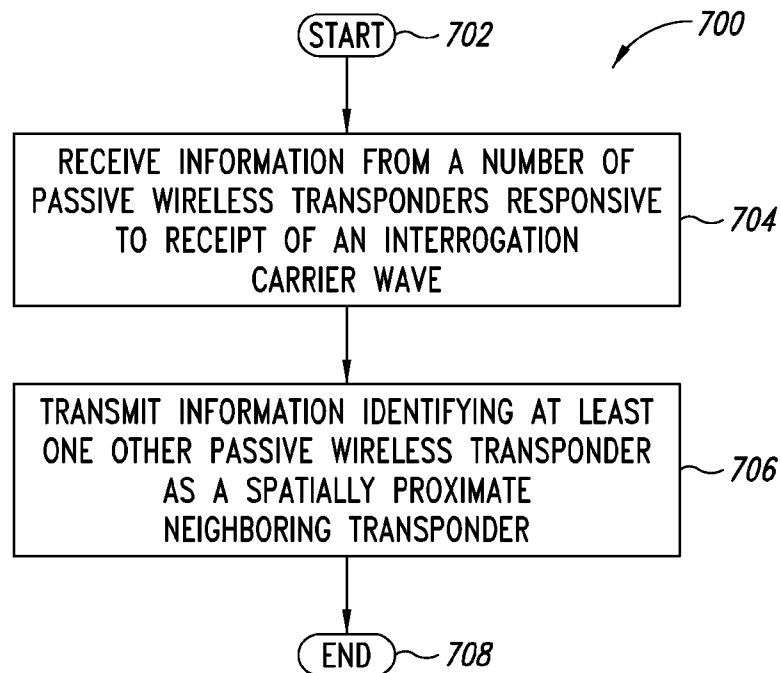 START 702
700
RECEIVE INFORMATION FROM A NUMBER OF
PASSIVE WIRELESS TRANSPONDERS RESPONSIVE
TO RECEIPT OF AN INTERROGATION
CARRIER WAVE
704
TRANSMIT INFORMATION IDENTIFYING AT LEAST
ONE OTHER PASSIVE WIRELESS TRANSPONDER
AS A SPATIALLY PROXIMATE
NEIGHBORING TRANSPONDER
706
END 708